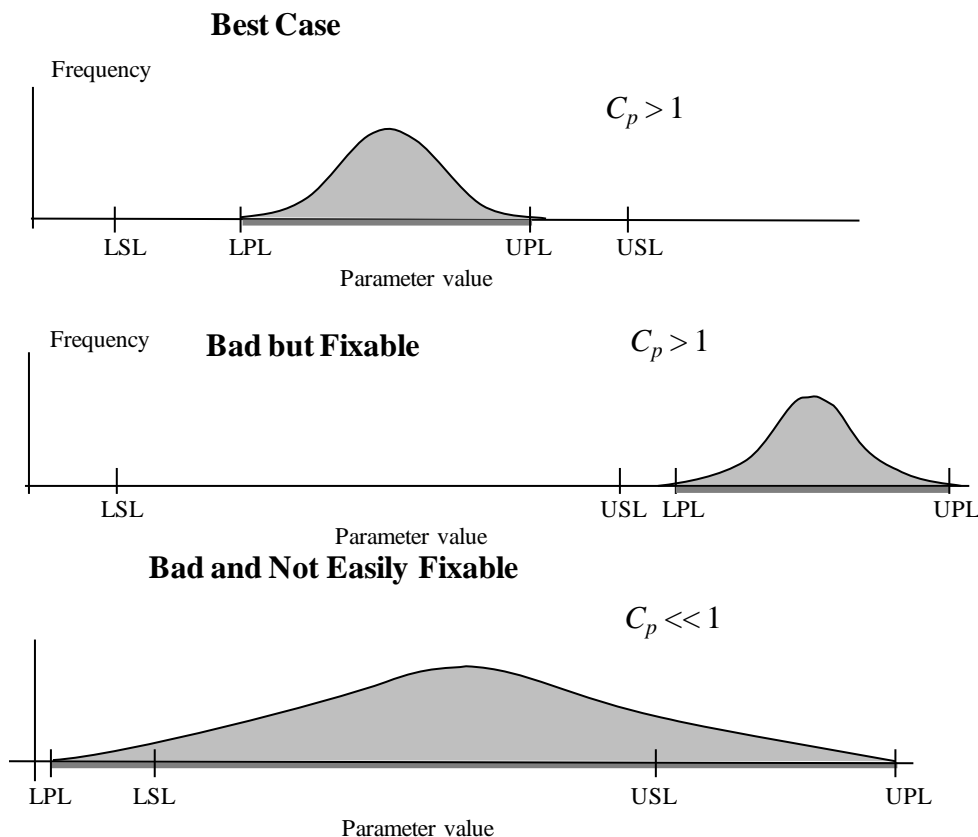 Best Case
Frequency
C_p > 1
LSL LPL UPL USL
Parameter value
Frequency Bad but Fixable C_p > 1
LSL USL LPL UPL
Parameter value
Bad and Not Easily Fixable
C_p << 1
LPL LSL USL UPL
Parameter value